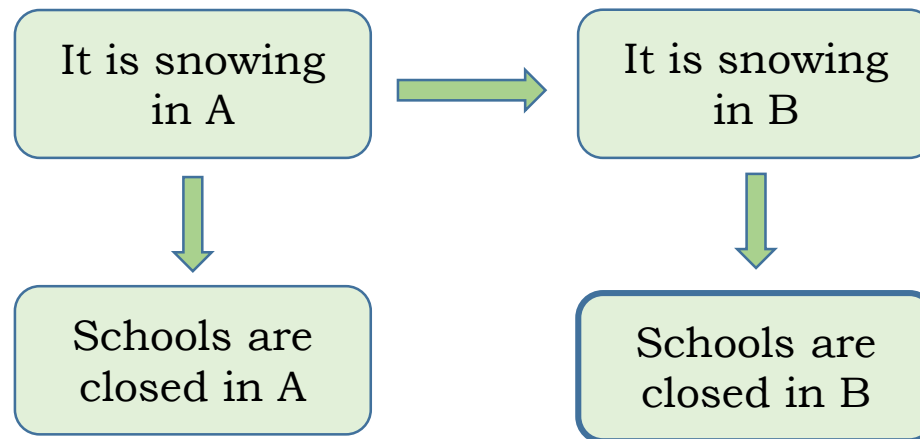 It is snowing
in A
It is snowing
in B
Schools are
closed in A
Schools are
closed in B